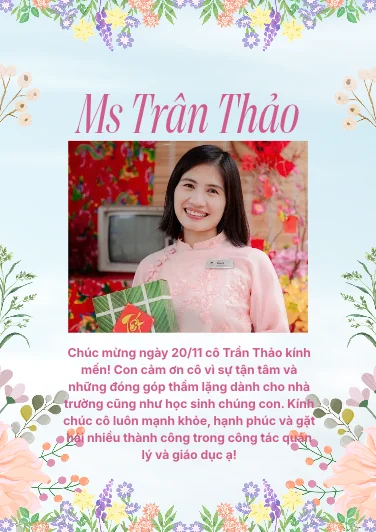 Ms Trân Thảo
Chúc mừng ngày 20/11 cô Trần Thảo kính
mến! Con cảm ơn cô vì sự tận tâm và
những đóng góp thầm lặng dành cho nhà
trường cũng như học sinh chúng con. Kính
chúc cô luôn mạnh khỏe, hạnh phúc và gặt
hái nhiều thành công trong công tác quản
lý và giáo dục ạ!